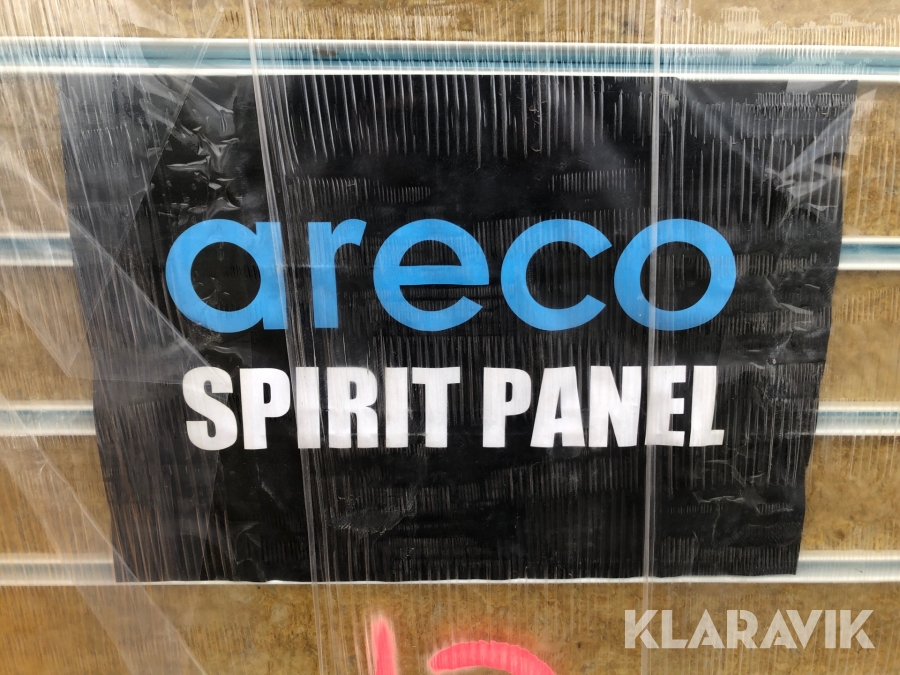 areco
SPIRIT PANEL
KLARAVIK